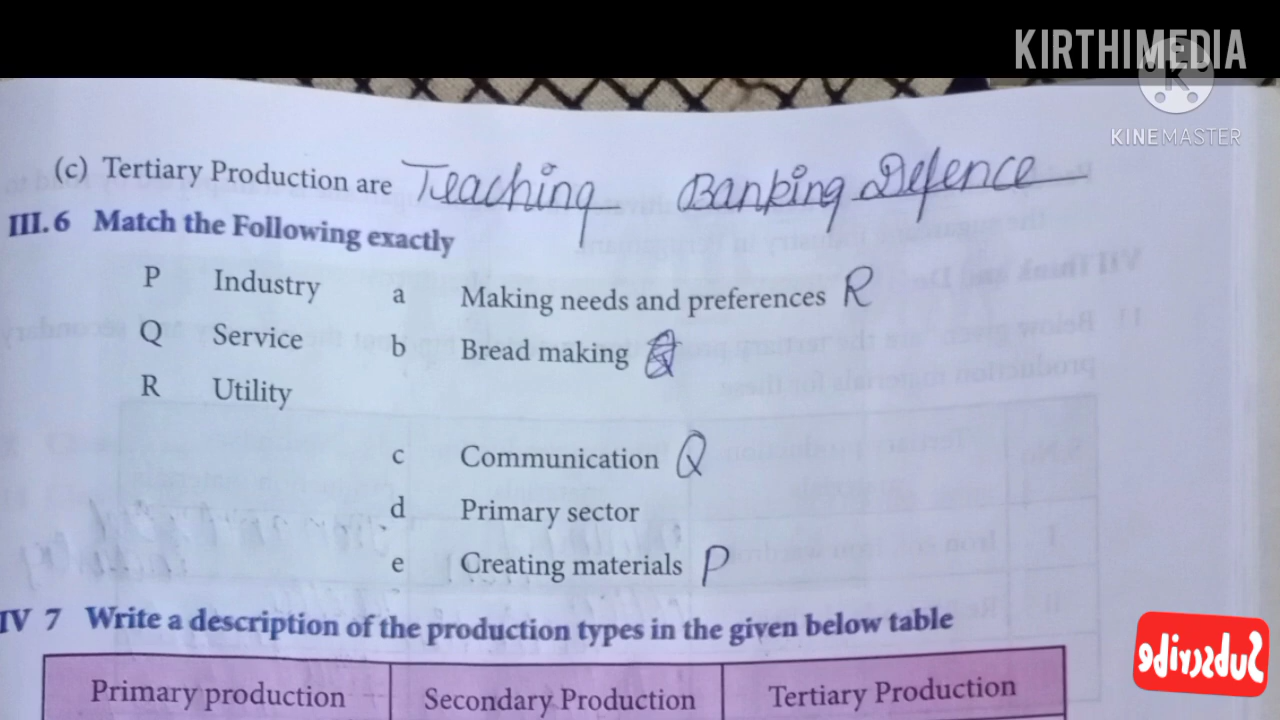 KIRTHIMEDIA
K
KINEMASTER
(c) Tertiary Production are Teaching Banking Defence
III. 6 Match the Following exactly
P Industry a Making needs and preferences R
Q Service b Bread making
R Utility
c Communication Q
d Primary sector
e Creating materials P
IV 7 Write a description of the production types in the given below table
Primary production Secondary Production Tertiary Production
Subscribe